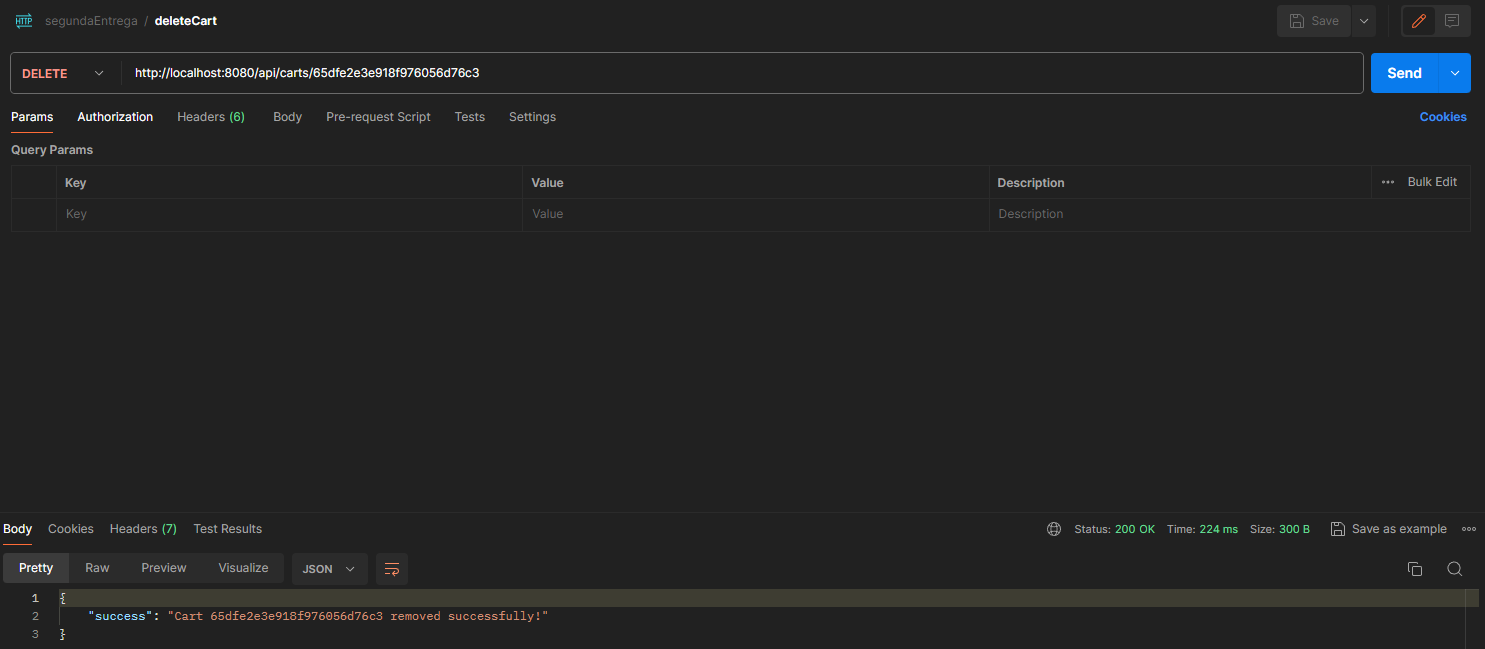 HTTP segundaEntrega / deleteCart Save
DELETE http://localhost:8080/api/carts/65dfe2e3e918f976056d76c3 Send
Params Authorization Headers (6) Body Pre-request Script Tests Settings Cookies
Query Params
Key Value Description ••• Bulk Edit
Key Value Description
Body Cookies Headers (7) Test Results Status: 200 OK Time: 224 ms Size: 300 B Save as example
Pretty Raw Preview Visualize JSON
1 {
2 "success": "Cart 65dfe2e3e918f976056d76c3 removed successfully!"
3 }